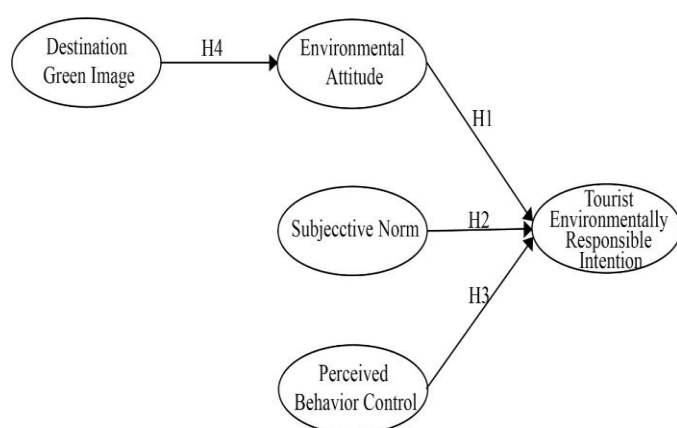 Destination
Green Image
H4
Environmental
Attitude
H1
Subjecctive Norm
H2
Tourist
Environmentally
Responsible
Intention
H3
Perceived
Behavior Control